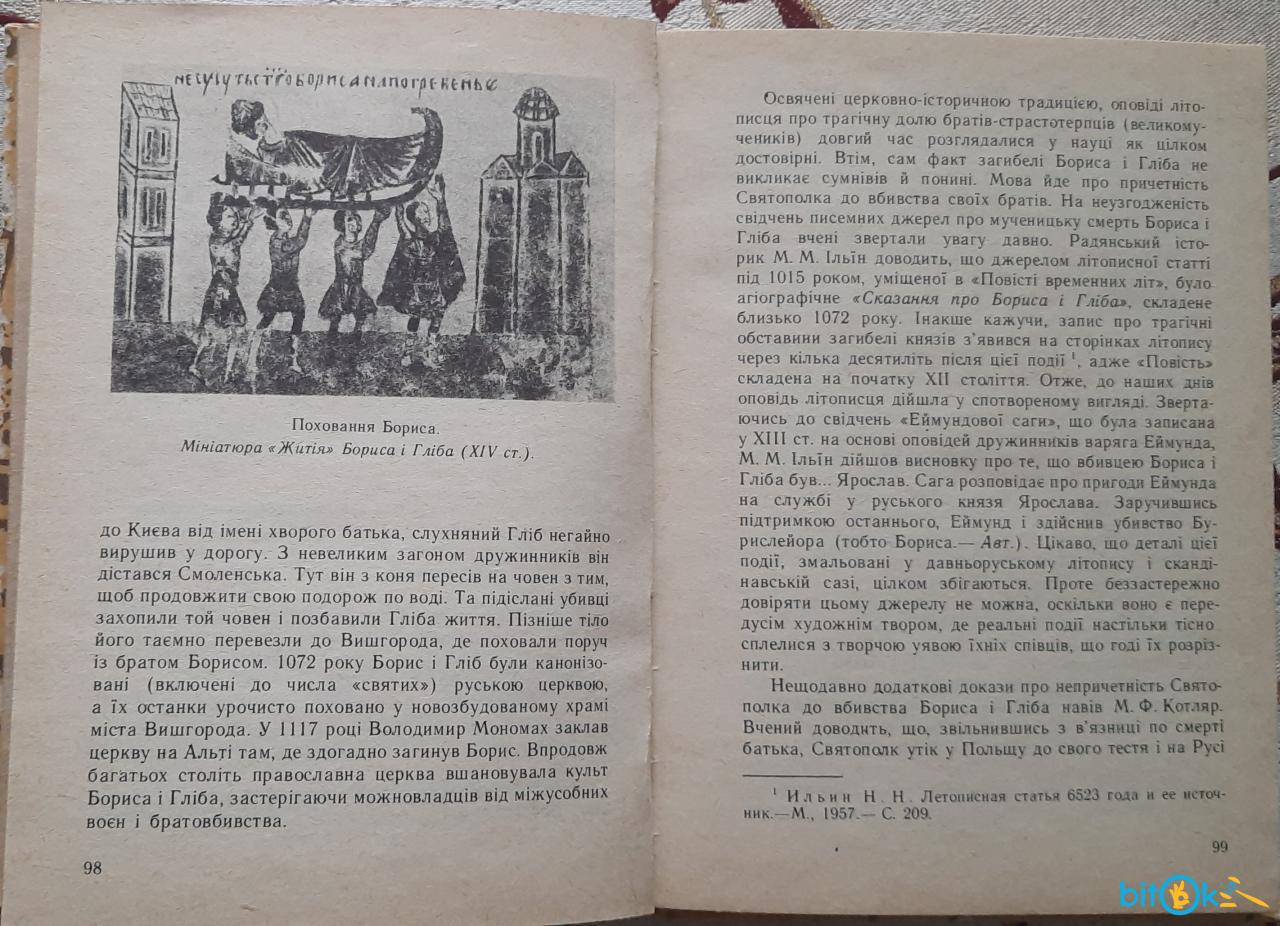 несуть Бориса на погребенье
Поховання Бориса.
Мініатюра «Житія» Бориса і Гліба (XIV ст.).
до Києва від імені хворого батька, слухняний Гліб негайно
вирушив у дорогу. З невеликим загоном дружинників він
дістався Смоленська. Тут він з коня пересів на човен з тим,
щоб продовжити свою подорож по воді. Та підіслані убивці
захопили той човен і позбавили Гліба життя. Пізніше тіло
його таємно перевезли до Вишгорода, де поховали поруч
із братом Борисом. 1072 року Борис і Гліб були канонізо-
вані (включені до числа «святих») руською церквою,
а їх останки урочисто поховано у новозбудованому храмі
міста Вишгорода. У 1117 році Володимир Мономах заклав
церкву на Альті там, де здогадно загинув Борис. Впродовж
багатьох століть православна церква вшановувала культ
Бориса і Гліба, застерігаючи можновладців від міжусобних
воєн і братовбивства.
98
Освячені церковно-історичною традицією, оповіді літо-
писця про трагічну долю братів-страстотерпців (великому-
чеників) довгий час розглядалися у науці як цілком
достовірні. Втім, сам факт загибелі Бориса і Гліба не
викликає сумнівів й понині. Мова йде про причетність
Святополка до вбивства своїх братів. На неузгодженість
свідчень писемних джерел про мученицьку смерть Бориса і
Гліба вчені звертали увагу давно. Радянський істо-
рик М. М. Ільїн доводить, що джерелом літописної статті
під 1015 роком, уміщеної в «Повісті временних літ», було
агіографічне «Сказання про Бориса і Гліба», складене
близько 1072 року. Інакше кажучи, запис про трагічні
обставини загибелі князів з'явився на сторінках літопису
через кілька десятиліть після цієї події ¹, адже «Повість»
складена на початку XII століття. Отже, до наших днів
оповідь літописця дійшла у спотвореному вигляді. Зверта-
ючись до свідчень «Еймундової саги», що була записана
у XIII ст. на основі оповідей дружинників варяга Еймунда,
М. М. Ільїн дійшов висновку про те, що вбивцею Бориса і
Гліба був... Ярослав. Сага розповідає про пригоди Еймунда
на службі у руського князя Ярослава. Заручившись
підтримкою останнього, Еймунд і здійснив убивство Бу-
рислейора (тобто Бориса.— Авт.). Цікаво, що деталі цієї
події, змальовані у давньоруському літопису і сканді-
навській сазі, цілком збігаються. Проте беззастережно
довіряти цьому джерелу не можна, оскільки воно є пере-
дусім художнім твором, де реальні події настільки тісно
сплелися з творчою уявою їхніх співців, що годі їх розріз-
нити.
Нещодавно додаткові докази про непричетність Свято-
полка до вбивства Бориса і Гліба навів М. Ф. Котляр.
Вчений доводить, що, звільнившись з в'язниці по смерті
батька, Святополк утік у Польщу до свого тестя і на Русі
¹ Ильин Н. Н. Летописная статья 6523 года и ее источ-
ник.—М., 1957.— С. 209.
99
bitok